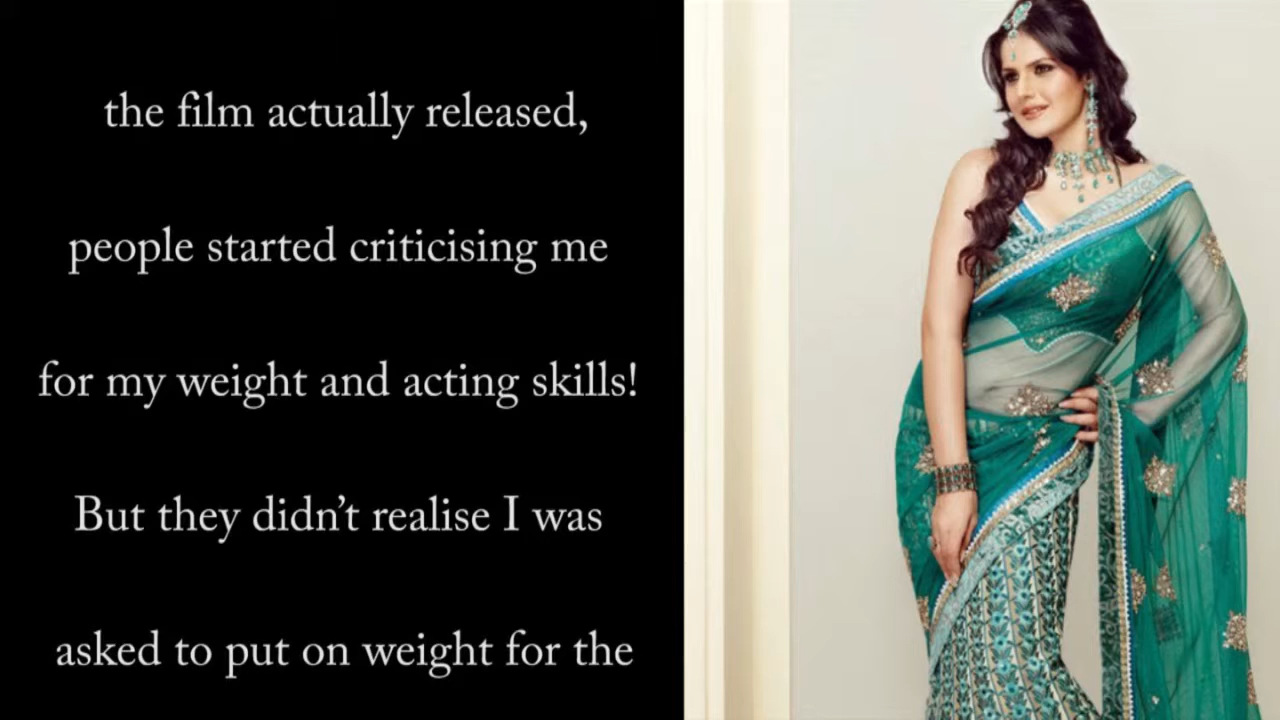 the film actually released,
people started criticising me
for my weight and acting skills!
But they didn’t realise I was
asked to put on weight for the